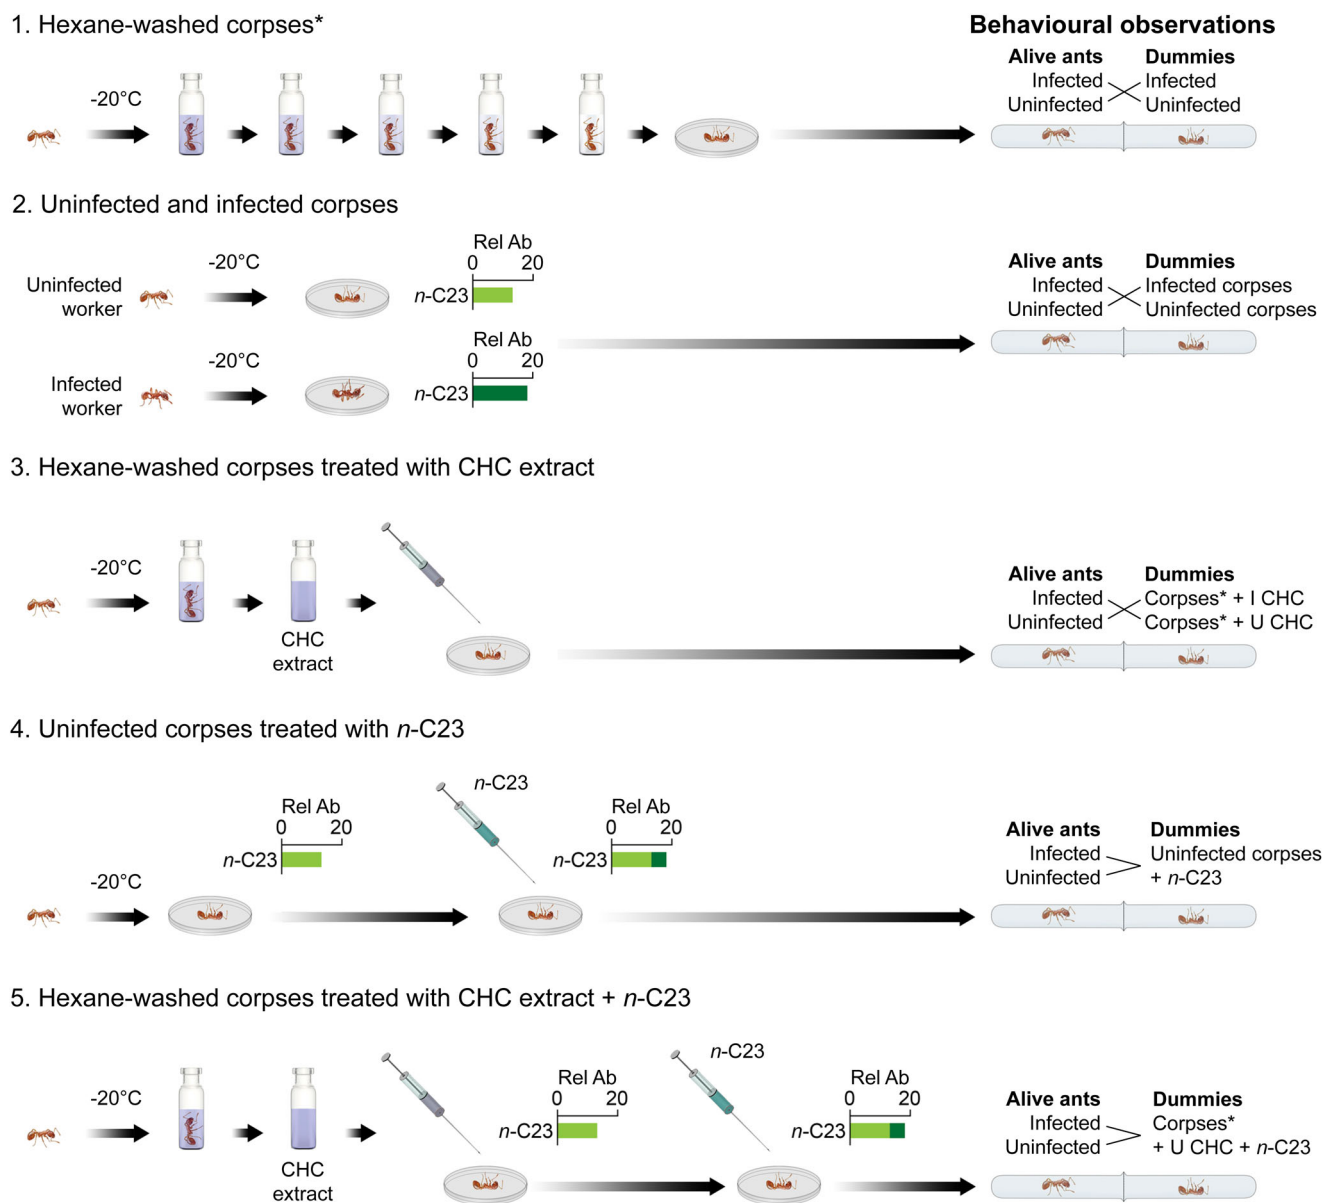 1. Hexane-washed corpses*
Behavioural observations
Alive ants Dummies
Infected Infected
Uninfected Uninfected
-20°C
2. Uninfected and infected corpses
Uninfected
worker
-20°C
Rel Ab
0 20
n-C23
Infected
worker
-20°C
Rel Ab
0 20
n-C23
Alive ants Dummies
Infected Infected corpses
Uninfected Uninfected corpses
3. Hexane-washed corpses treated with CHC extract
-20°C
CHC
extract
Alive ants Dummies
Infected Corpses* + I CHC
Uninfected Corpses* + U CHC
4. Uninfected corpses treated with n-C23
-20°C
Rel Ab
0 20
n-C23
n-C23
Rel Ab
0 20
n-C23
Alive ants Dummies
Infected Uninfected corpses
Uninfected + n-C23
5. Hexane-washed corpses treated with CHC extract + n-C23
-20°C
CHC
extract
Rel Ab
0 20
n-C23
n-C23
Rel Ab
0 20
n-C23
Alive ants Dummies
Infected Corpses*
Uninfected + U CHC + n-C23